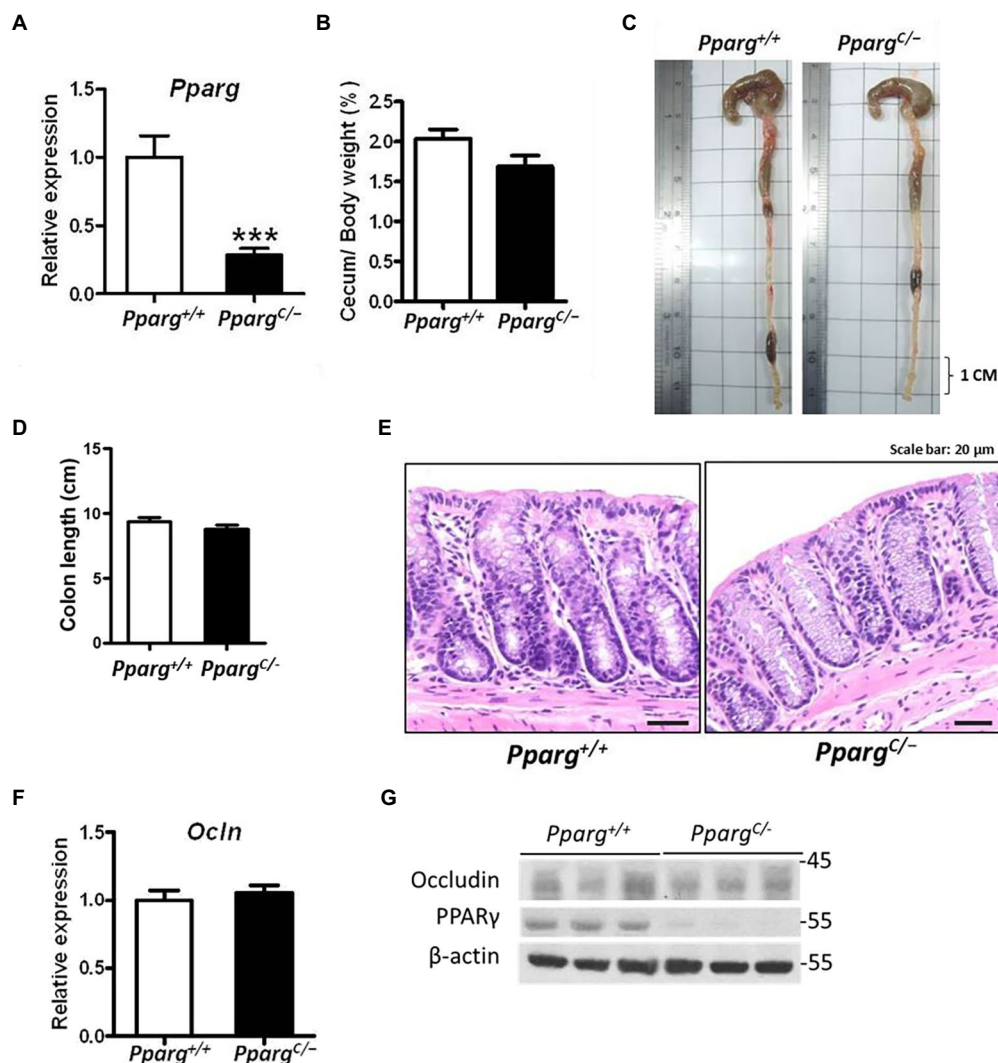 A
Pparg
Relative expression
1.5
1.0
0.5
0.0
***
Pparg+/+
PpargC/−
B
Cecum/ Body weight (%)
2.5
2.0
1.5
1.0
0.5
0.0
Pparg+/+
PpargC/−
C
Pparg+/+
PpargC/−
1 CM
D
Colon length (cm)
15
10
5
0
Pparg+/+
PpargC/-
E
Scale bar: 20 μm
Pparg+/+
PpargC/−
F
Ocln
Relative expression
1.5
1.0
0.5
0.0
Pparg+/+
PpargC/−
G
Pparg+/+
PpargC/-
Occludin
-45
PPARγ
-55
β-actin
-55